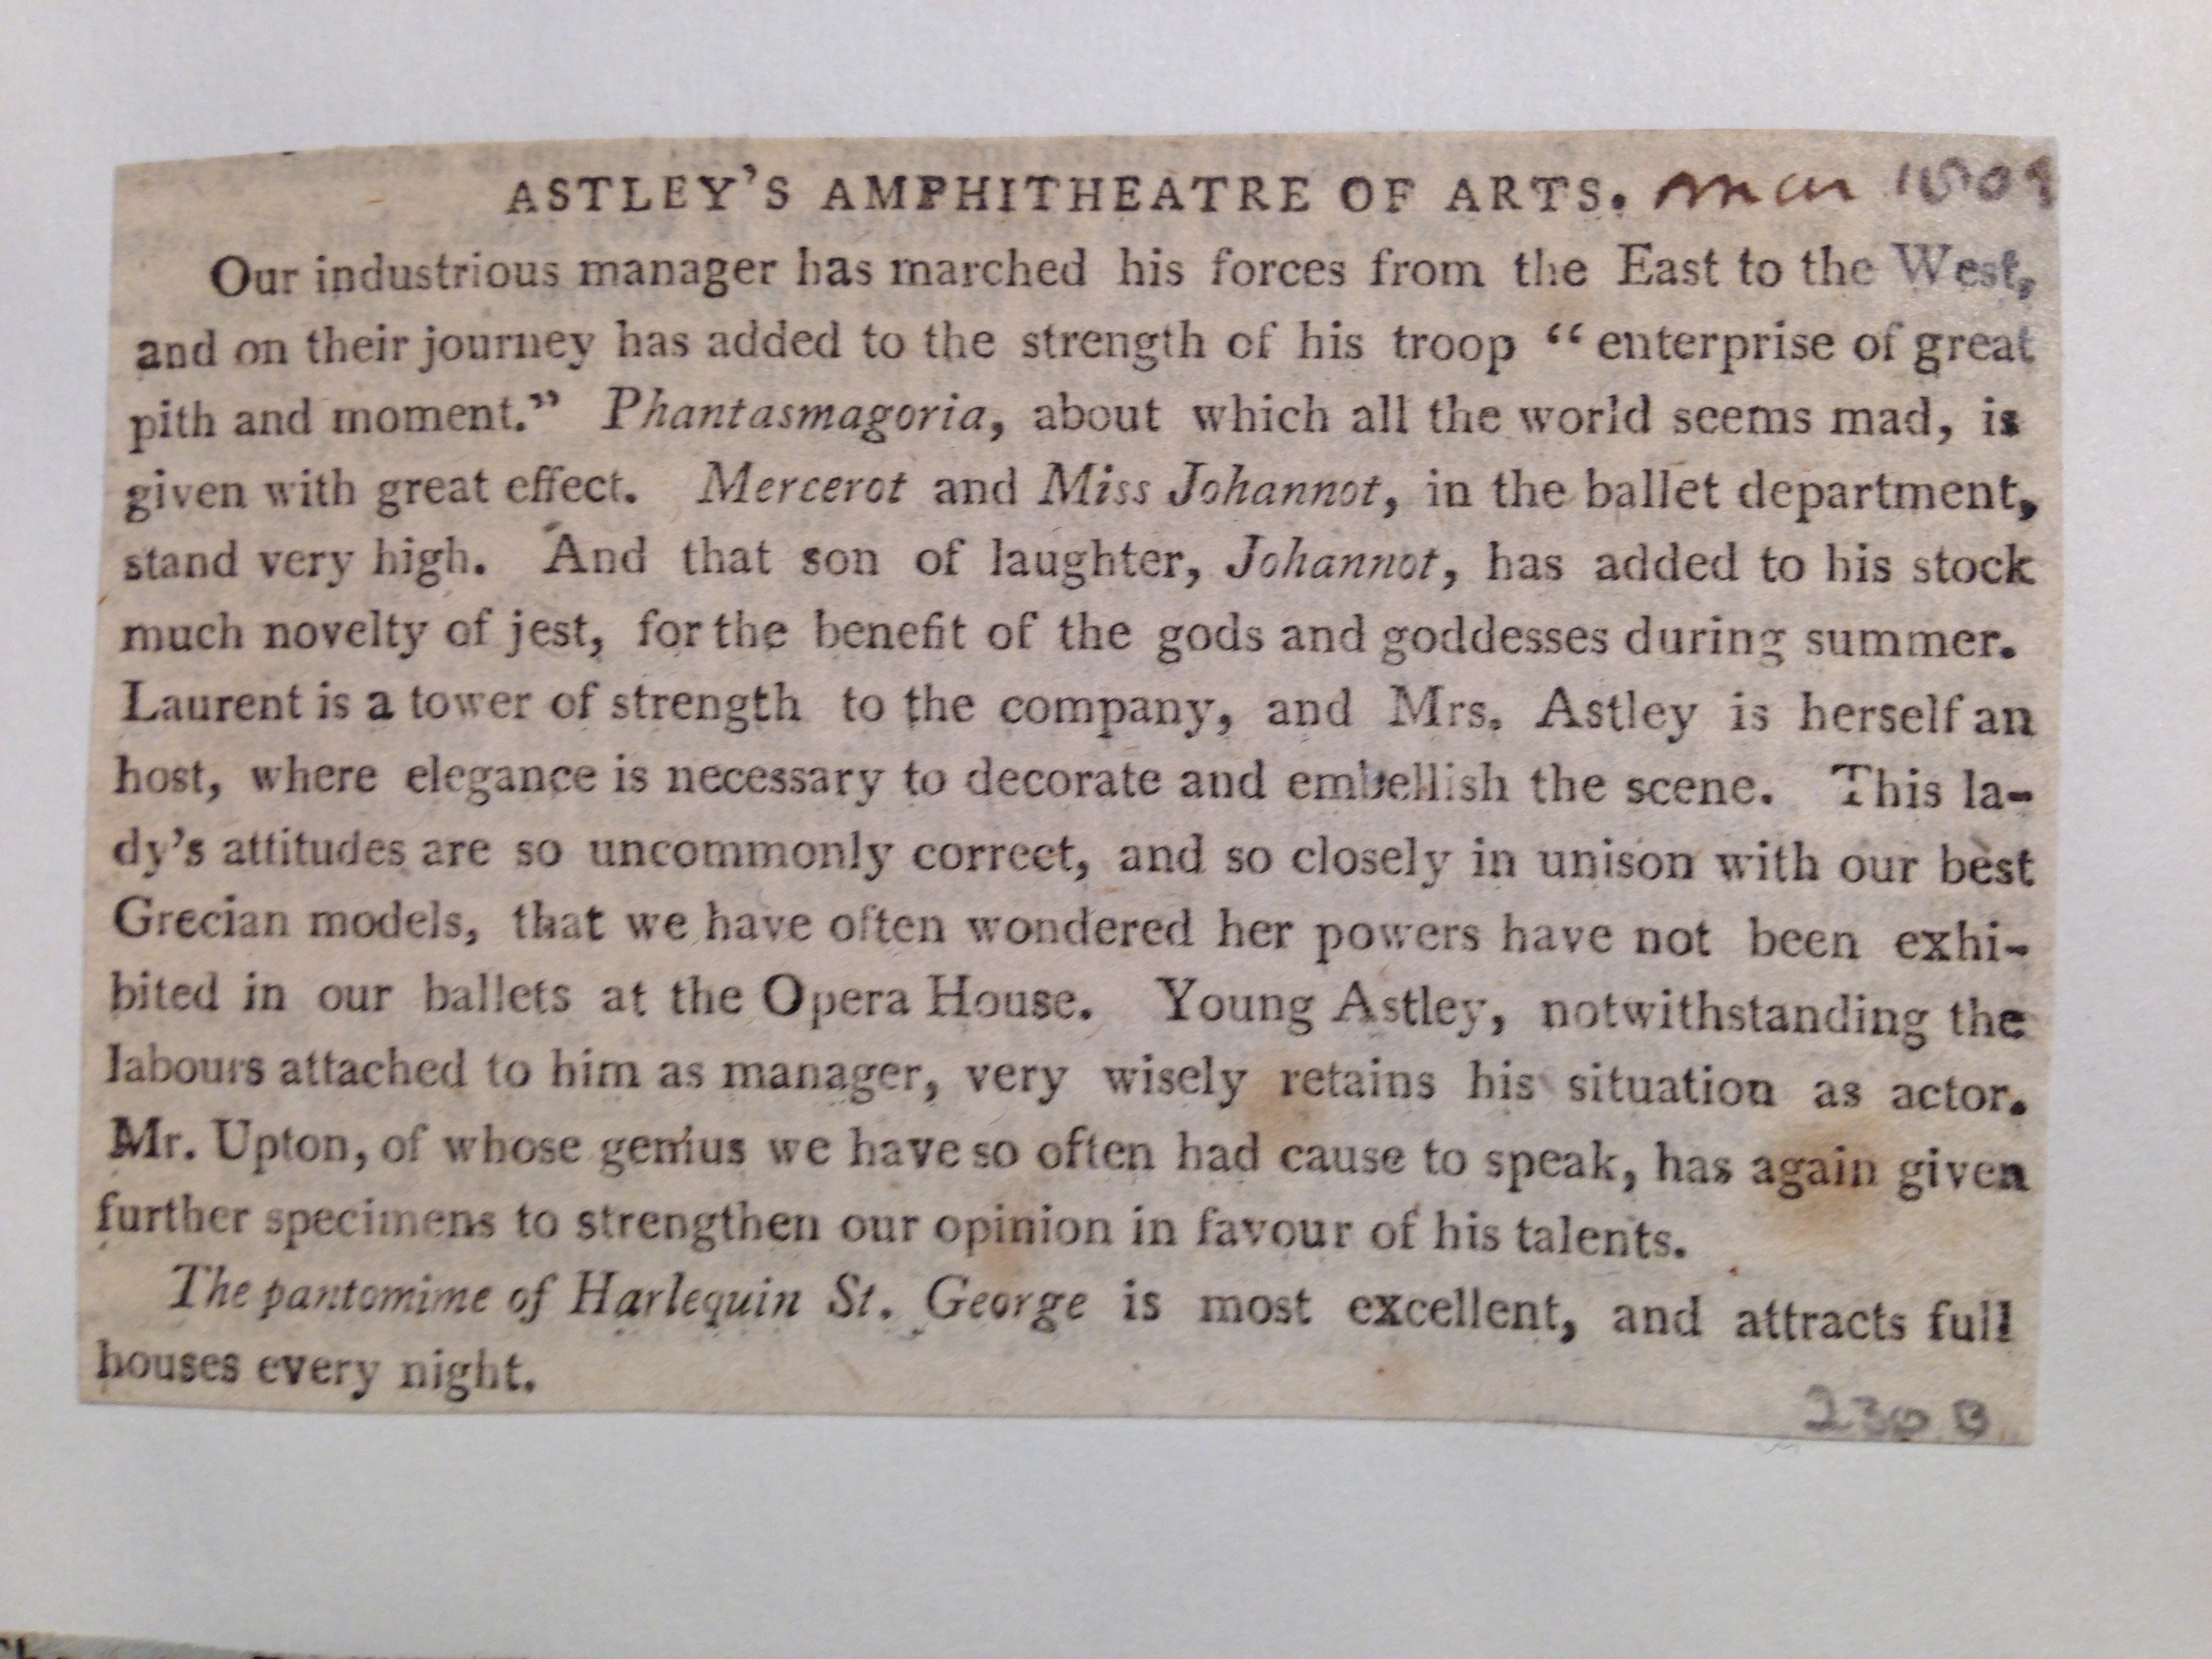 ASTLEY'S AMPHITHEATRE OF ARTS. Mar 1809
Our industrious manager has marched his forces from the East to the West,
and on their journey has added to the strength of his troop “ enterprise of great
pith and moment.” Phantasmagoria, about which all the world seems mad, is
given with great effect. Mercerot and Miss Johannot, in the ballet department,
stand very high. And that son of laughter, Johannot, has added to his stock
much novelty of jest, for the benefit of the gods and goddesses during summer.
Laurent is a tower of strength to the company, and Mrs. Astley is herself an
host, where elegance is necessary to decorate and embellish the scene. This la-
dy's attitudes are so uncommonly correct, and so closely in unison with our best
Grecian models, that we have often wondered her powers have not been exhi-
bited in our ballets at the Opera House. Young Astley, notwithstanding the
labours attached to him as manager, very wisely retains his situation as actor.
Mr. Upton, of whose genius we have so often had cause to speak, has again given
further specimens to strengthen our opinion in favour of his talents.
The pantomime of Harlequin St. George is most excellent, and attracts full
houses every night.
230 B